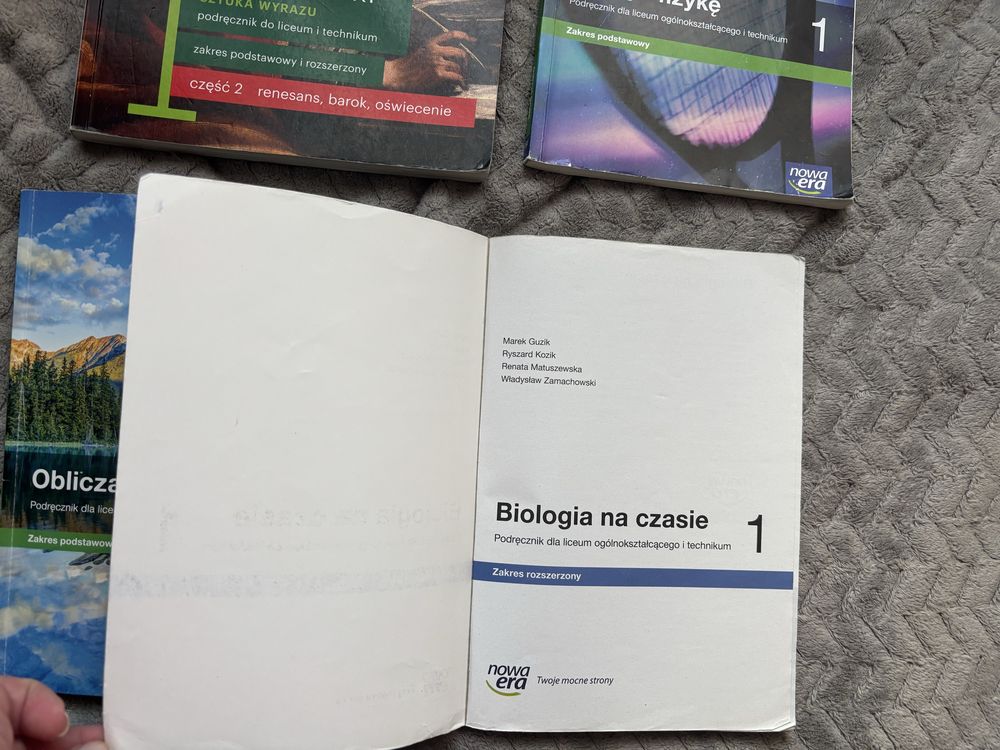 SZTUKA WYRAZU
podręcznik do liceum i technikum
zakres podstawowy i rozszerzony
część 2 renesans, barok, oświecenie
1
fizykę
Podręcznik dla liceum ogólnokształcącego i technikum
1
Zakres podstawowy
nowa
era
Oblicza
Podręcznik dla lice
Zakres podstawow
Marek Guzik
Ryszard Kozik
Renata Matuszewska
Władysław Zamachowski
Biologia na czasie 1
Podręcznik dla liceum ogólnokształcącego i technikum
Zakres rozszerzony
nowa
era Twoje mocne strony